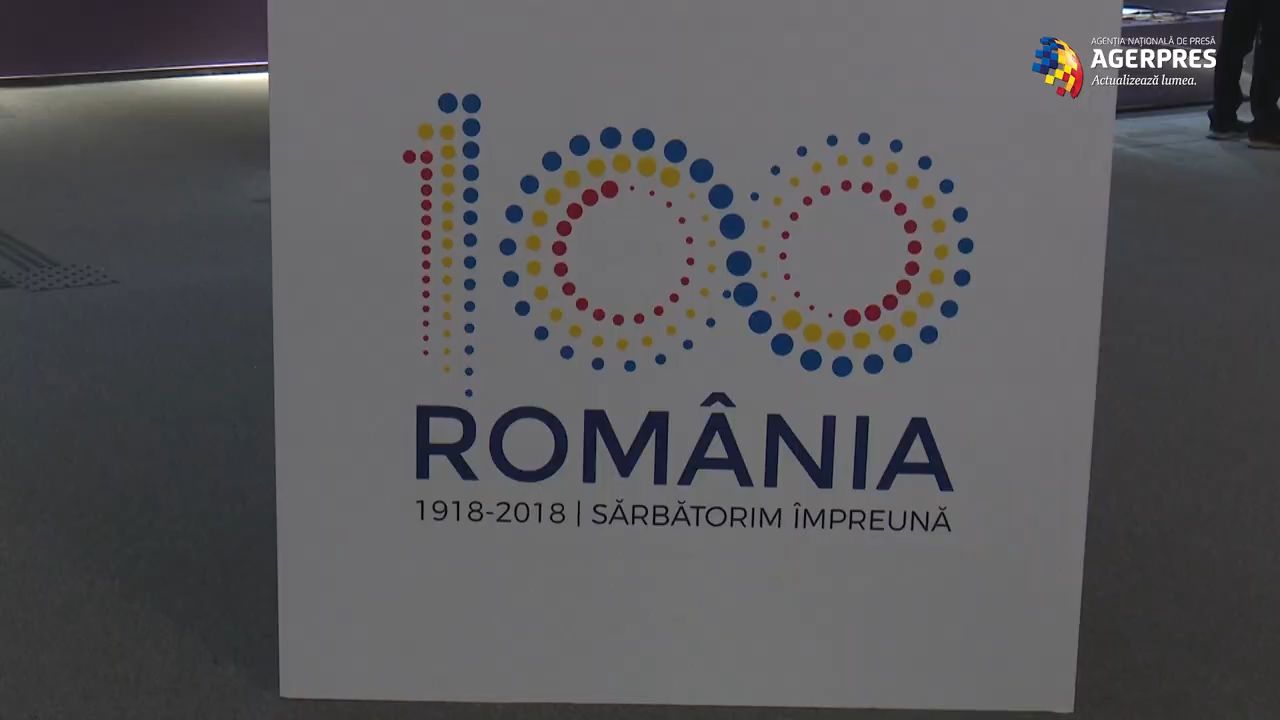 AGENȚIA NAȚIONALĂ DE PRESĂ
AGERPRES
Actualizează lumea.
100
ROMÂNIA
1918-2018 | SĂRBĂTORIM ÎMPREUNĂ